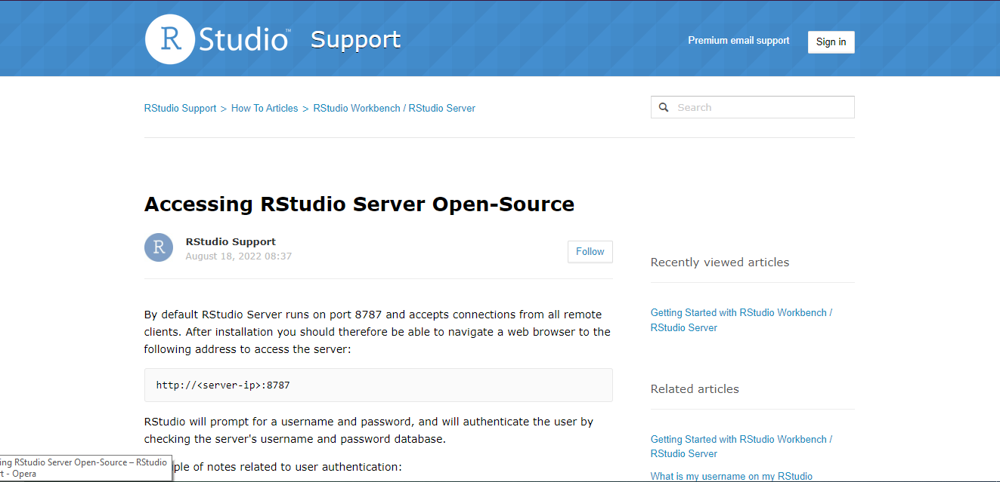 R Studio™ Support
Premium email support
Sign in
RStudio Support > How To Articles > RStudio Workbench / RStudio Server
Search
Accessing RStudio Server Open-Source
R
RStudio Support
August 18, 2022 08:37
Follow
By default RStudio Server runs on port 8787 and accepts connections from all remote
clients. After installation you should therefore be able to navigate a web browser to the
following address to access the server:
http://<server-ip>:8787
RStudio will prompt for a username and password, and will authenticate the user by
checking the server's username and password database.
ple of notes related to user authentication:
ing RStudio Server Open-Source – RStudio
rt - Opera
Recently viewed articles
Getting Started with RStudio Workbench /
RStudio Server
Related articles
Getting Started with RStudio Workbench /
RStudio Server
What is my username on my RStudio